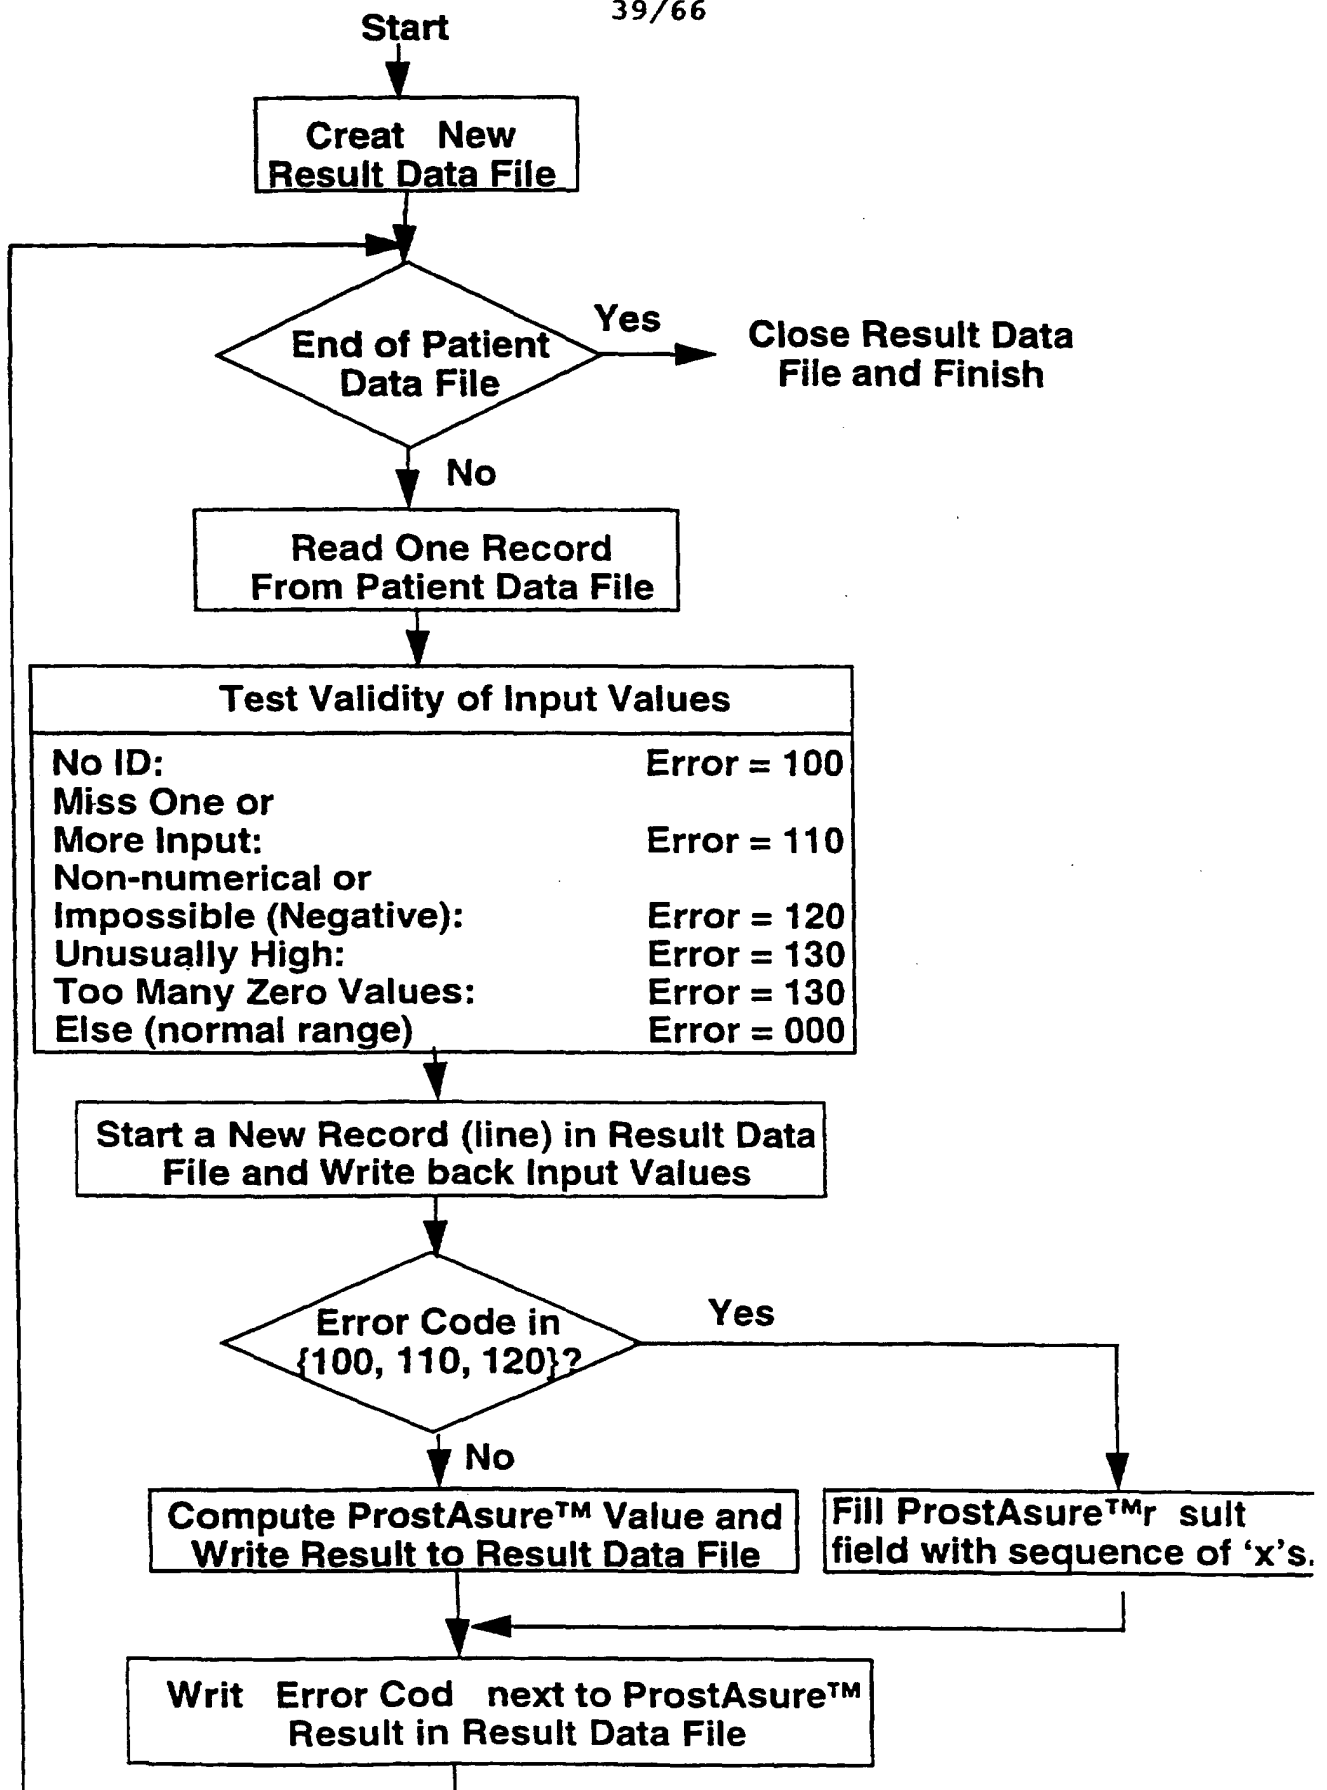 39/66
Start
Creat New
Result Data File
End of Patient
Data File
Yes
Close Result Data
File and Finish
No
Read One Record
From Patient Data File
Test Validity of Input Values
No ID: Error = 100
Miss One or
More Input: Error = 110
Non-numerical or
Impossible (Negative): Error = 120
Unusually High: Error = 130
Too Many Zero Values: Error = 130
Else (normal range) Error = 000
Start a New Record (line) in Result Data
File and Write back Input Values
Error Code in
{100, 110, 120}?
Yes
No
Compute ProstAsure™ Value and
Write Result to Result Data File
Fill ProstAsure™r sult
field with sequence of ‘x’s.
Writ Error Cod next to ProstAsure™
Result in Result Data File